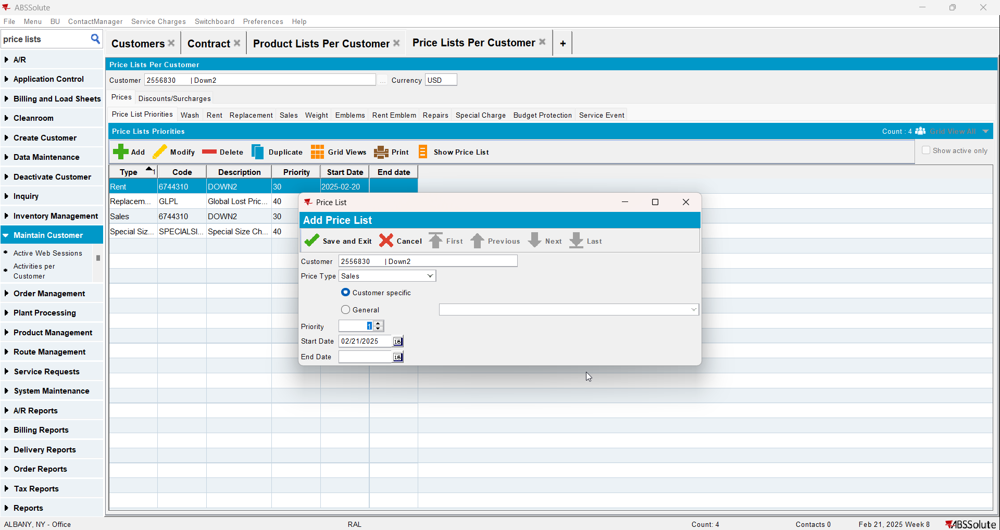 ABSSolute
File Menu BU ContactManager Service Charges Switchboard Preferences Help
price lists
Customers Contract Product Lists Per Customer Price Lists Per Customer +
A/R
Application Control
Billing and Load Sheets
Cleanroom
Create Customer
Data Maintenance
Deactivate Customer
Inquiry
Inventory Management
Maintain Customer
Active Web Sessions
Activities per
Customer
Order Management
Plant Processing
Product Management
Route Management
Service Requests
System Maintenance
A/R Reports
Billing Reports
Delivery Reports
Order Reports
Tax Reports
Reports
Price Lists Per Customer
Customer 2556830 | Down2 ... Currency USD
Prices Discounts/Surcharges
Price List Priorities Wash Rent Replacement Sales Weight Emblems Rent Emblem Repairs Special Charge Budget Protection Service Event
Price Lists Priorities Count : 4 Grid View All
Add Modify Delete Duplicate Grid Views Print Show Price List Show active only
Type 1 Code Description Priority Start Date End date
Rent 6744310 DOWN2 30 2025-02-20
Replacem... GLPL Global Lost Pric... 40
Sales 6744310 DOWN2 30
Special Siz... SPECIALSI... Special Size Ch... 40
Price List
Add Price List
Save and Exit Cancel First Previous Next Last
Customer 2556830 | Down2
Price Type Sales
Customer specific
General
Priority 1
Start Date 02/21/2025 16
End Date 16
ALBANY, NY - Office RAL Count: 4 Contacts 0 Feb 21, 2025 Week 8 ABSSolute